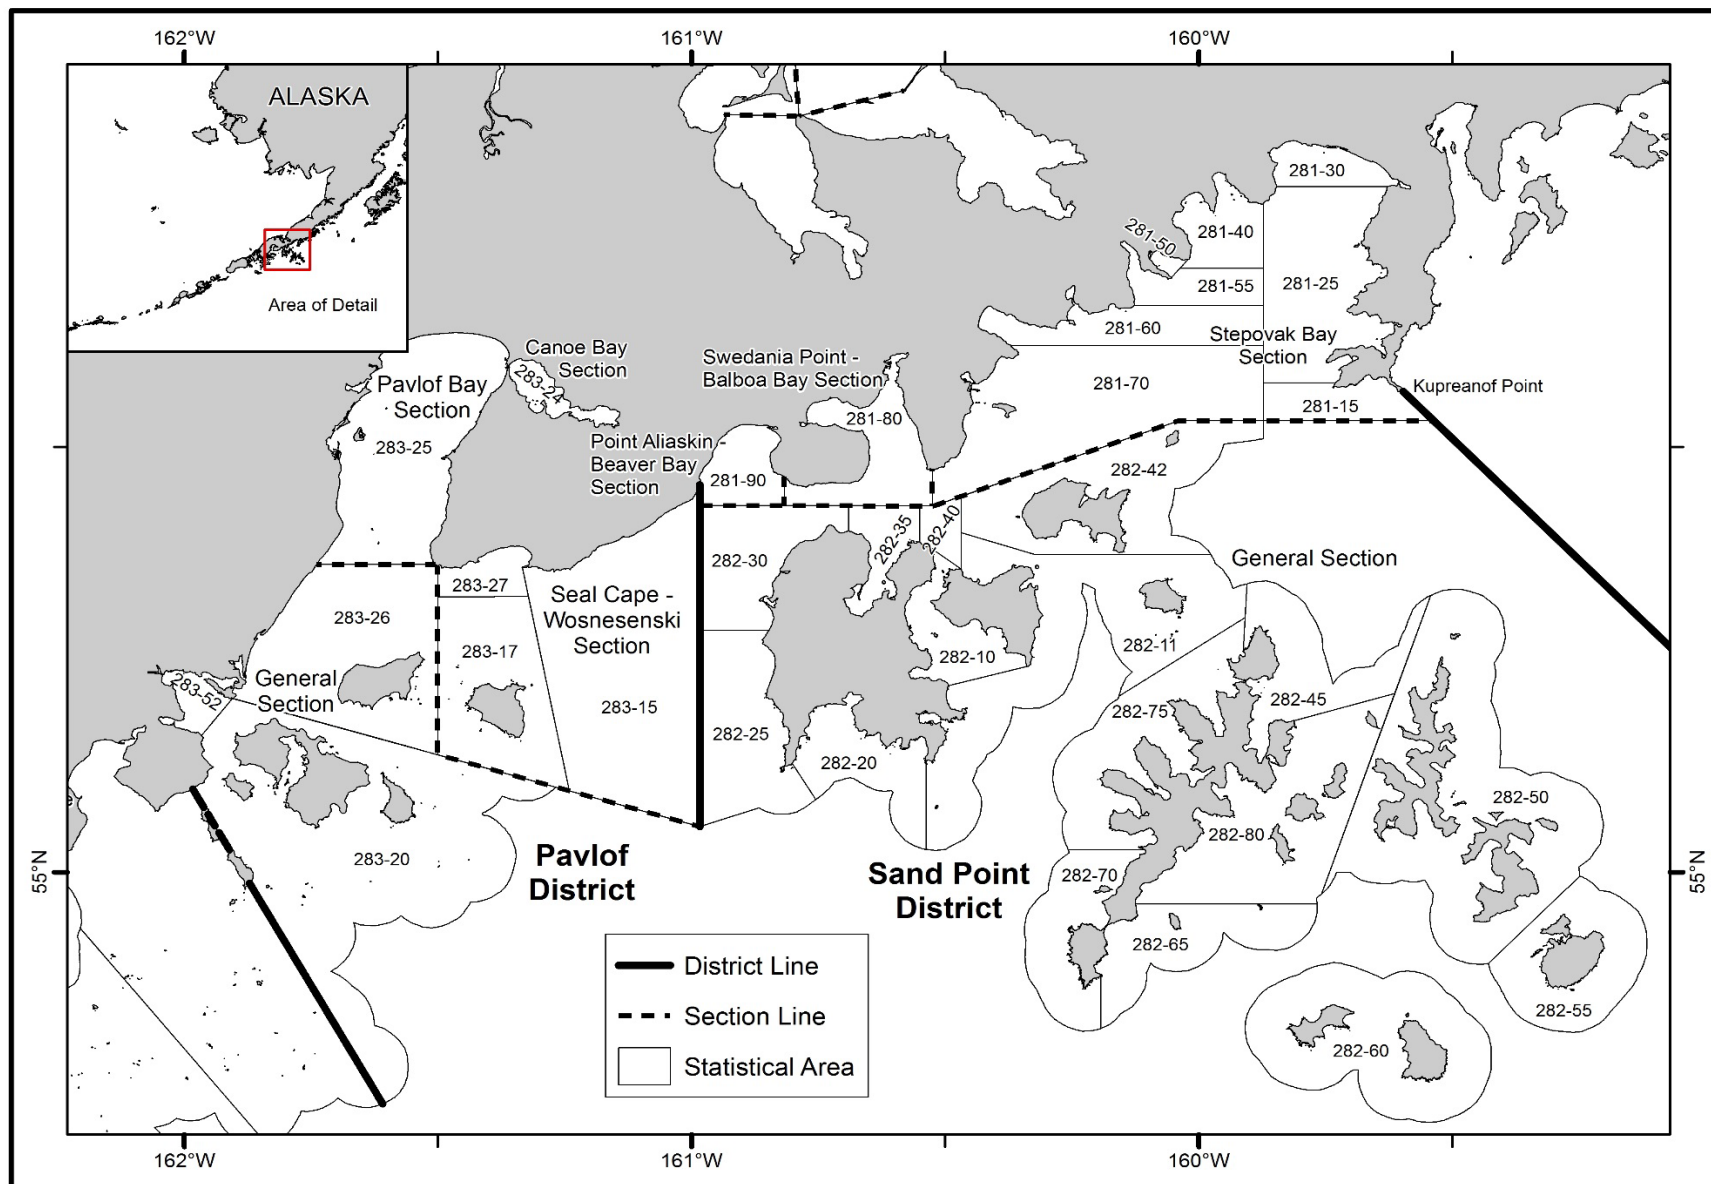 162°W
161°W
160°W
ALASKA
Area of Detail
281-30
281-40
281-50
281-55
281-25
281-60
Stepovak Bay
Section
281-70
Kupreanof Point
281-15
Canoe Bay
Section
283-24
Swedania Point -
Balboa Bay Section
Pavlof Bay
Section
283-25
281-80
Point Aliaskin -
Beaver Bay
Section
281-90
282-42
282-35
282-40
General Section
282-30
283-27
Seal Cape -
Wosnesenski
Section
283-26
283-17
282-10
282-11
General
Section
283-52
283-15
282-25
282-20
282-45
282-75
282-50
282-80
283-20
Pavlof
District
Sand Point
District
282-70
282-65
282-55
282-60
55°N
55°N
District Line
Section Line
Statistical Area
162°W
161°W
160°W